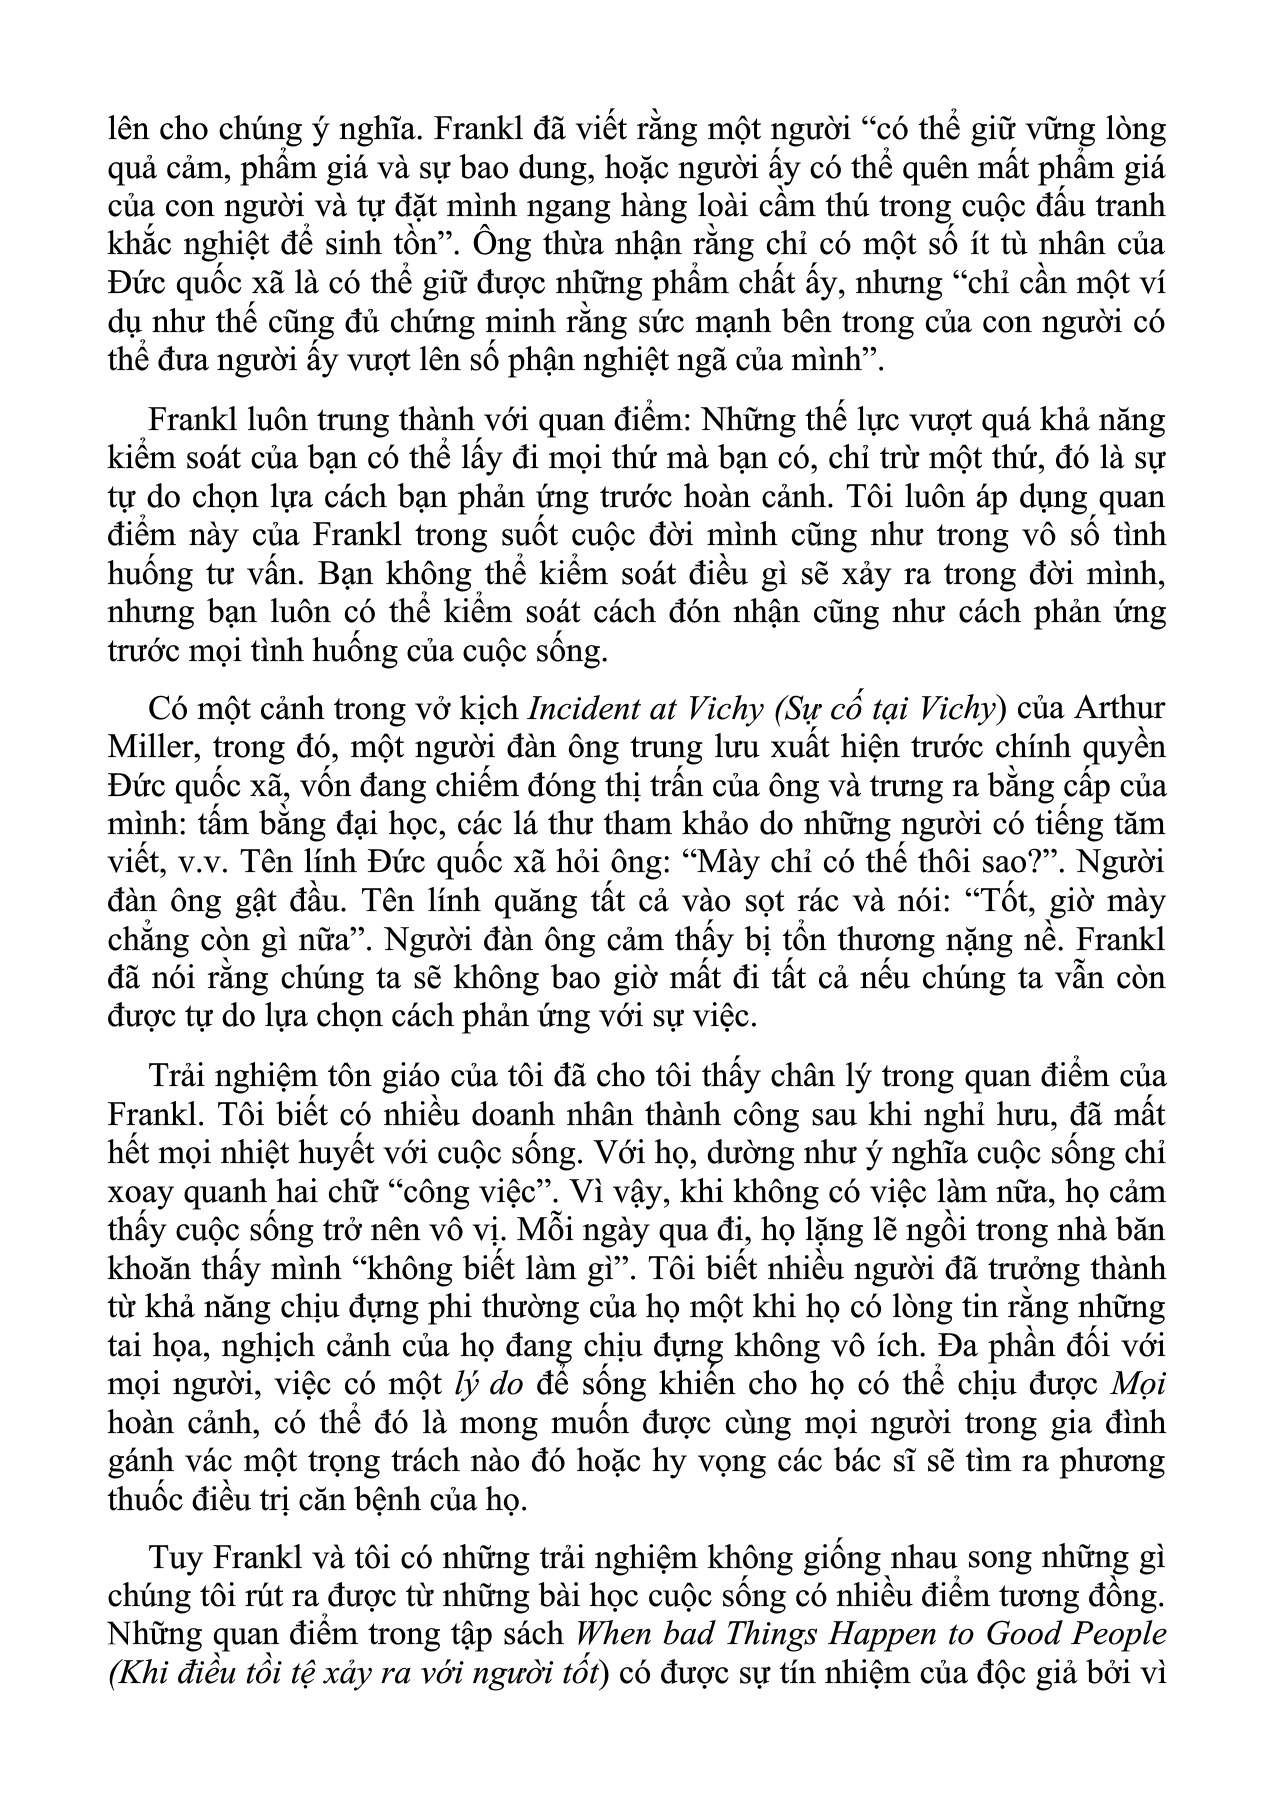 lên cho chúng ý nghĩa. Frankl đã viết rằng một người “có thể giữ vững lòng
quả cảm, phẩm giá và sự bao dung, hoặc người ấy có thể quên mất phẩm giá
của con người và tự đặt mình ngang hàng loài cầm thú trong cuộc đấu tranh
khắc nghiệt để sinh tồn”. Ông thừa nhận rằng chỉ có một số ít tù nhân của
Đức quốc xã là có thể giữ được những phẩm chất ấy, nhưng “chỉ cần một ví
dụ như thế cũng đủ chứng minh rằng sức mạnh bên trong của con người có
thể đưa người ấy vượt lên số phận nghiệt ngã của mình”.
Frankl luôn trung thành với quan điểm: Những thế lực vượt quá khả năng
kiểm soát của bạn có thể lấy đi mọi thứ mà bạn có, chỉ trừ một thứ, đó là sự
tự do chọn lựa cách bạn phản ứng trước hoàn cảnh. Tôi luôn áp dụng quan
điểm này của Frankl trong suốt cuộc đời mình cũng như trong vô số tình
huống tư vấn. Bạn không thể kiểm soát điều gì sẽ xảy ra trong đời mình,
nhưng bạn luôn có thể kiểm soát cách đón nhận cũng như cách phản ứng
trước mọi tình huống của cuộc sống.
Có một cảnh trong vở kịch Incident at Vichy (Sự cố tại Vichy) của Arthur
Miller, trong đó, một người đàn ông trung lưu xuất hiện trước chính quyền
Đức quốc xã, vốn đang chiếm đóng thị trấn của ông và trưng ra bằng cấp của
mình: tấm bằng đại học, các lá thư tham khảo do những người có tiếng tăm
viết, v.v. Tên lính Đức quốc xã hỏi ông: “Mày chỉ có thế thôi sao?”. Người
đàn ông gật đầu. Tên lính quăng tất cả vào sọt rác và nói: “Tốt, giờ mày
chẳng còn gì nữa”. Người đàn ông cảm thấy bị tổn thương nặng nề. Frankl
đã nói rằng chúng ta sẽ không bao giờ mất đi tất cả nếu chúng ta vẫn còn
được tự do lựa chọn cách phản ứng với sự việc.
Trải nghiệm tôn giáo của tôi đã cho tôi thấy chân lý trong quan điểm của
Frankl. Tôi biết có nhiều doanh nhân thành công sau khi nghỉ hưu, đã mất
hết mọi nhiệt huyết với cuộc sống. Với họ, dường như ý nghĩa cuộc sống chỉ
xoay quanh hai chữ “công việc”. Vì vậy, khi không có việc làm nữa, họ cảm
thấy cuộc sống trở nên vô vị. Mỗi ngày qua đi, họ lặng lẽ ngồi trong nhà băn
khoăn thấy mình “không biết làm gì”. Tôi biết nhiều người đã trưởng thành
từ khả năng chịu đựng phi thường của họ một khi họ có lòng tin rằng những
tai họa, nghịch cảnh của họ đang chịu đựng không vô ích. Đa phần đối với
mọi người, việc có một lý do để sống khiến cho họ có thể chịu được Mọi
hoàn cảnh, có thể đó là mong muốn được cùng mọi người trong gia đình
gánh vác một trọng trách nào đó hoặc hy vọng các bác sĩ sẽ tìm ra phương
thuốc điều trị căn bệnh của họ.
Tuy Frankl và tôi có những trải nghiệm không giống nhau song những gì
chúng tôi rút ra được từ những bài học cuộc sống có nhiều điểm tương đồng.
Những quan điểm trong tập sách When bad Things Happen to Good People
(Khi điều tồi tệ xảy ra với người tốt) có được sự tín nhiệm của độc giả bởi vì